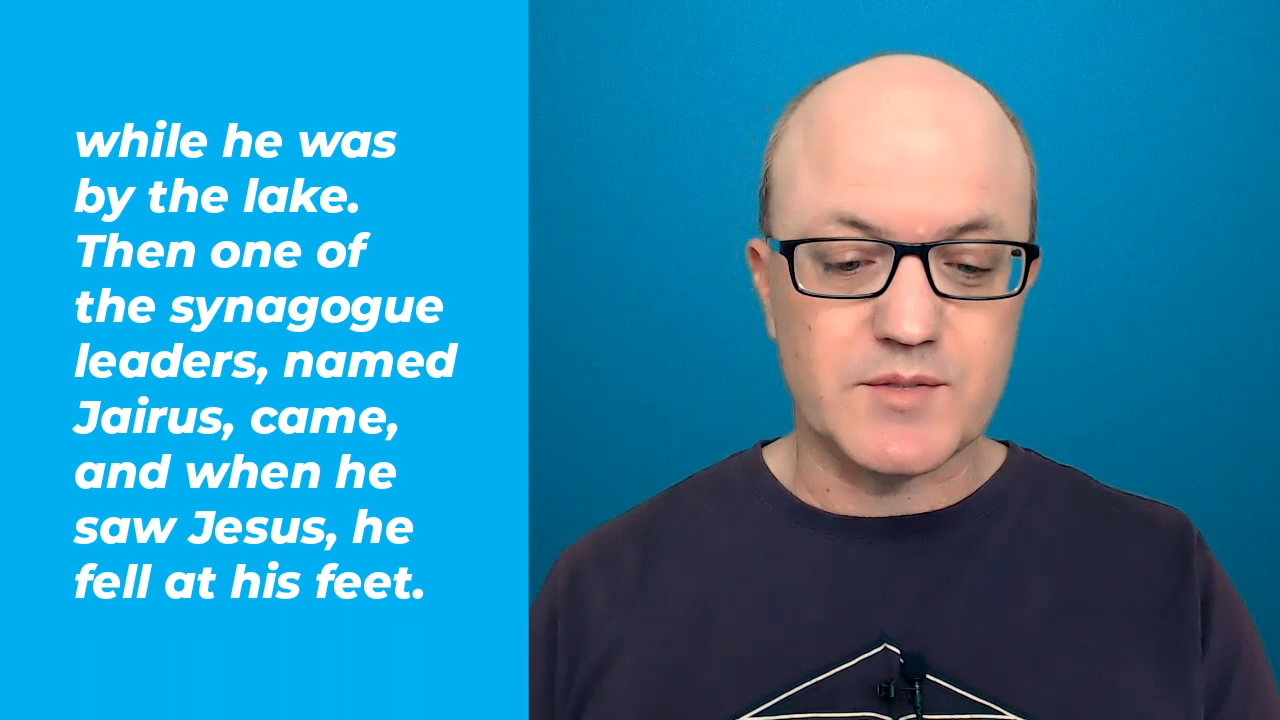 while he was
by the lake.
Then one of
the synagogue
leaders, named
Jairus, came,
and when he
saw Jesus, he
fell at his feet.